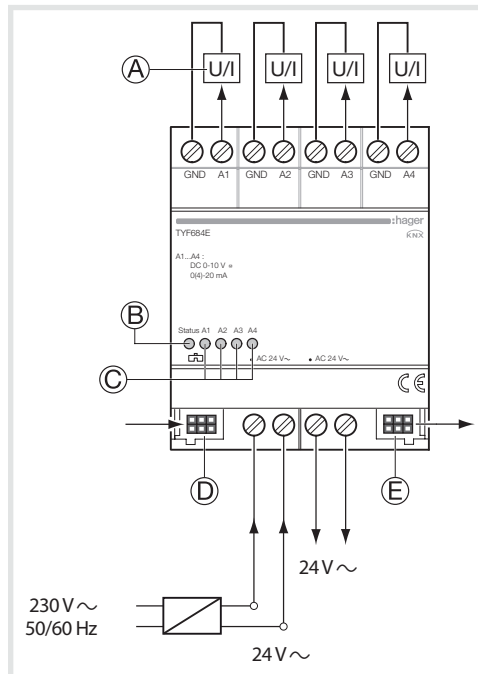 A U/I U/I U/I U/I
GND A1 GND A2 GND A3 GND A4
:hager
TYF684E
KNX
A1...A4 :
DC 0-10 V ⎓
0(4)-20 mA
B
Status A1 A2 A3 A4
• AC 24 V~ • AC 24 V~
C
CE
D E
24 V ~
230 V ~
50/60 Hz
24 V ~